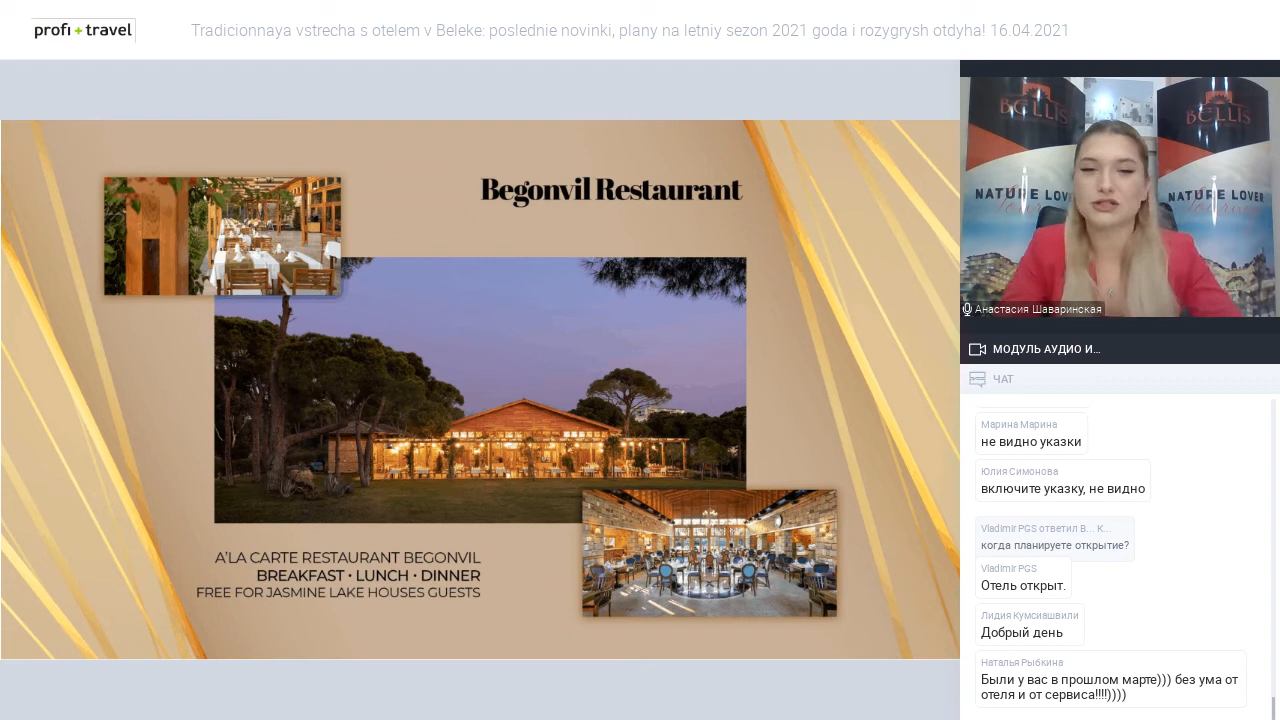 profi + travel
Tradicionnaya vstrecha s otelem v Beleke: poslednie novinki, plany na letniy sezon 2021 goda i rozygrysh otdyha! 16.04.2021
Begonvil Restaurant
A'LA CARTE RESTAURANT BEGONVIL
BREAKFAST • LUNCH • DINNER
FREE FOR JASMINE LAKE HOUSES GUESTS
BELLIS
BELLIS
NATURE LOVER
NATURE LOVER
Анастасия Шаваринская
МОДУЛЬ АУДИО И...
ЧАТ
Марина Марина
не видно указки
Юлия Симонова
включите указку, не видно
Vladimir PGS ответил В... К...
когда планируете открытие?
Vladimir PGS
Отель открыт.
Лидия Кумсиашвили
Добрый день
Наталья Рыбкина
Были у вас в прошлом марте))) без ума от
отеля и от сервиса!!!!))))